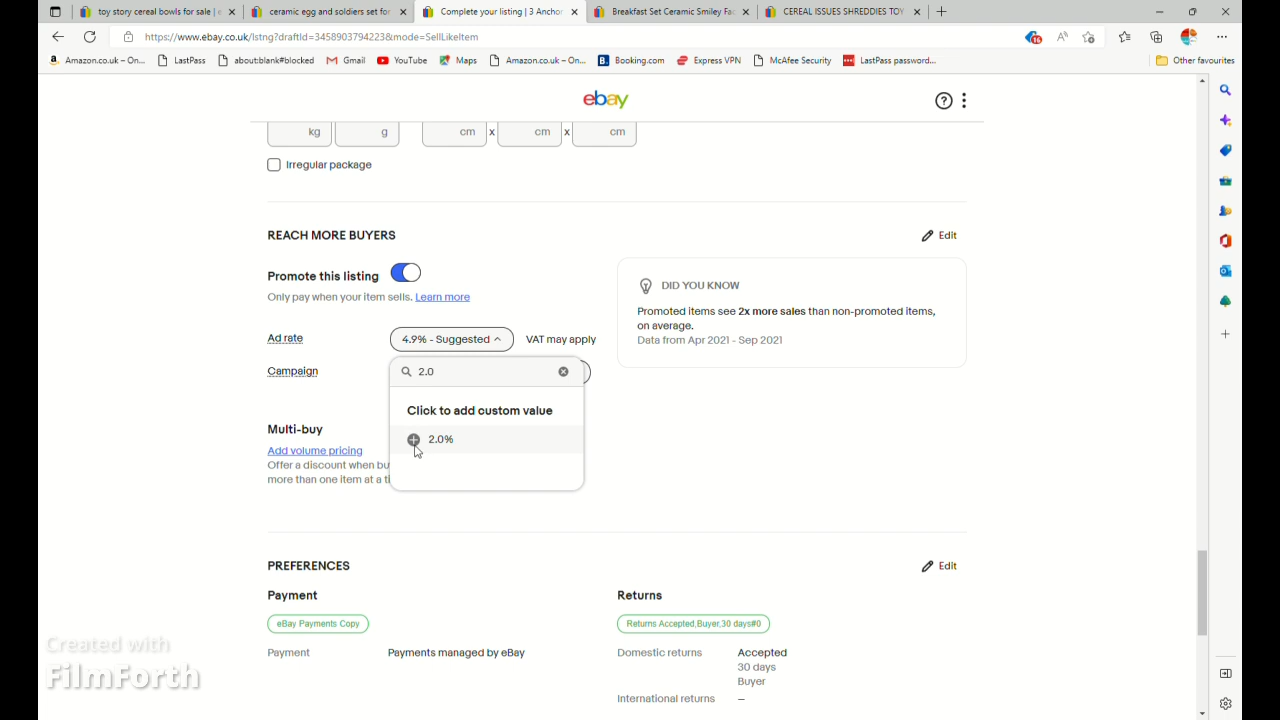 toy story cereal bowls for sale | e
ceramic egg and soldiers set for
Complete your listing | 3 Anchor
Breakfast Set Ceramic Smiley Fac
CEREAL ISSUES SHREDDIES TOY
https://www.ebay.co.uk/lstng?draftId=3458903794223&mode=SellLikeItem
16
Amazon.co.uk – On...
LastPass
about:blank#blocked
Gmail
YouTube
Maps
Amazon.co.uk – On...
Booking.com
Express VPN
McAfee Security
LastPass password...
Other favourites
ebay
kg
g
cm x
cm x
cm
Irregular package
REACH MORE BUYERS
Edit
Promote this listing
Only pay when your item sells. Learn more
DID YOU KNOW
Promoted items see 2x more sales than non-promoted items,
on average.
Data from Apr 2021 - Sep 2021
Ad rate
4.9% - Suggested
VAT may apply
Campaign
2.0
Click to add custom value
2.0%
Multi-buy
Add volume pricing
Offer a discount when bu
more than one item at a ti
PREFERENCES
Edit
Payment
eBay Payments Copy
Payment
Payments managed by eBay
Returns
Returns Accepted,Buyer,30 days#0
Domestic returns
Accepted
30 days
Buyer
International returns
–
Created with
FilmForth